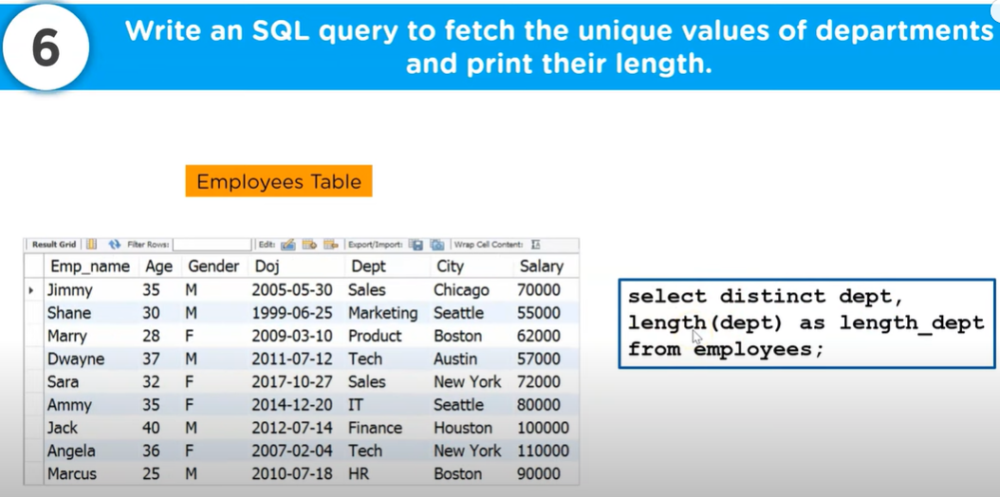 6
Write an SQL query to fetch the unique values of departments
and print their length.
Employees Table
Result Grid Filter Rows: Edit: Export/Import: Wrap Cell Content:
Emp_name Age Gender Doj Dept City Salary
Jimmy 35 M 2005-05-30 Sales Chicago 70000
Shane 30 M 1999-06-25 Marketing Seattle 55000
Marry 28 F 2009-03-10 Product Boston 62000
Dwayne 37 M 2011-07-12 Tech Austin 57000
Sara 32 F 2017-10-27 Sales New York 72000
Ammy 35 F 2014-12-20 IT Seattle 80000
Jack 40 M 2012-07-14 Finance Houston 100000
Angela 36 F 2007-02-04 Tech New York 110000
Marcus 25 M 2010-07-18 HR Boston 90000
select distinct dept,
length(dept) as length_dept
from employees;